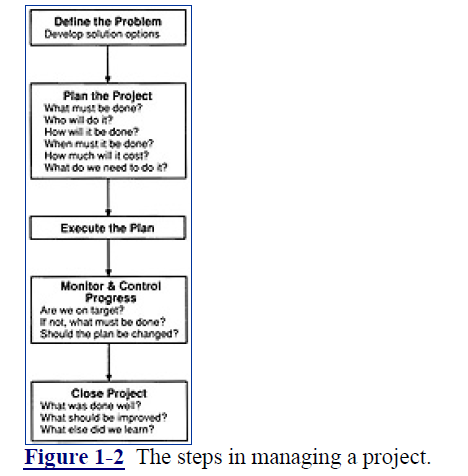 Define the Problem
Develop solution options
Plan the Project
What must be done?
Who will do it?
How will it be done?
When must it be done?
How much will it cost?
What do we need to do it?
Execute the Plan
Monitor & Control
Progress
Are we on target?
If not, what must be done?
Should the plan be changed?
Close Project
What was done well?
What should be improved?
What else did we learn?
Figure 1-2 The steps in managing a project.